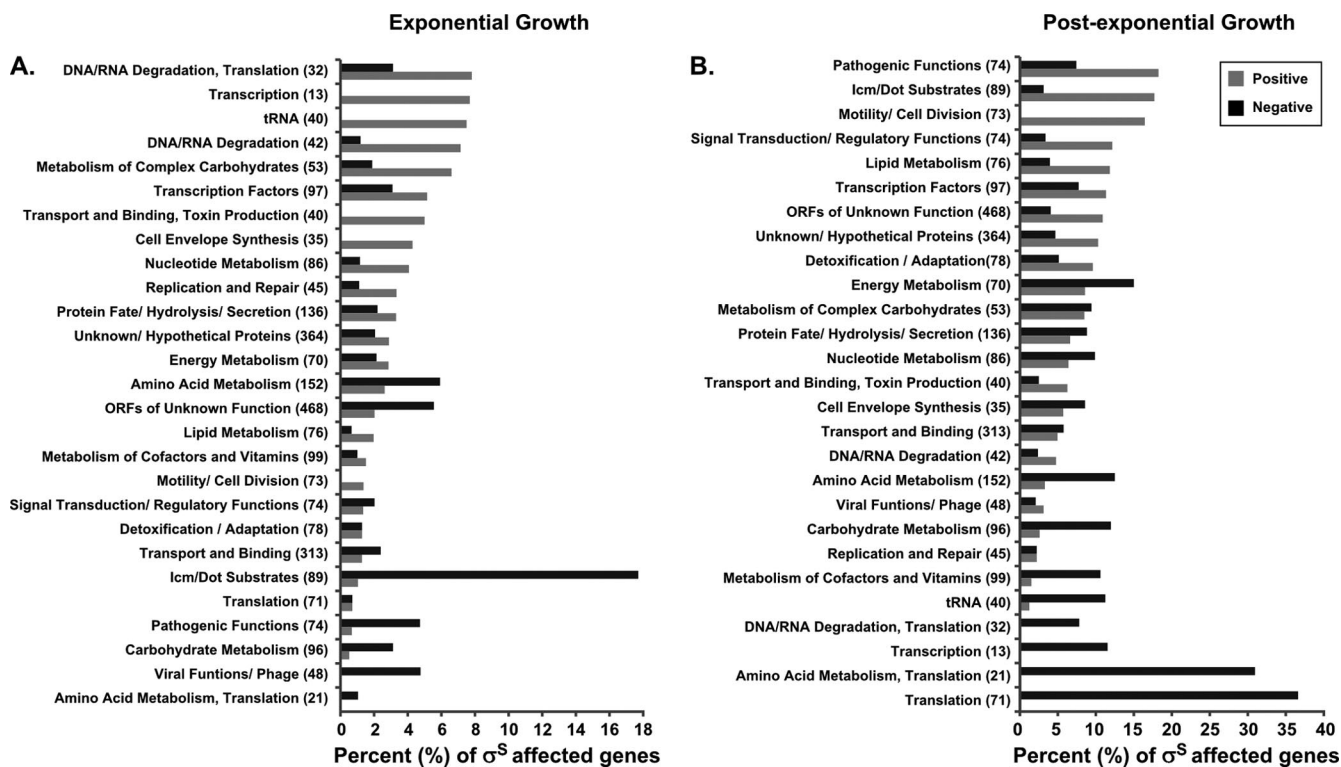 Exponential Growth
A.
DNA/RNA Degradation, Translation (32)
Transcription (13)
tRNA (40)
DNA/RNA Degradation (42)
Metabolism of Complex Carbohydrates (53)
Transcription Factors (97)
Transport and Binding, Toxin Production (40)
Cell Envelope Synthesis (35)
Nucleotide Metabolism (86)
Replication and Repair (45)
Protein Fate/ Hydrolysis/ Secretion (136)
Unknown/ Hypothetical Proteins (364)
Energy Metabolism (70)
Amino Acid Metabolism (152)
ORFs of Unknown Function (468)
Lipid Metabolism (76)
Metabolism of Cofactors and Vitamins (99)
Motility/ Cell Division (73)
Signal Transduction/ Regulatory Functions (74)
Detoxification / Adaptation (78)
Transport and Binding (313)
Icm/Dot Substrates (89)
Translation (71)
Pathogenic Functions (74)
Carbohydrate Metabolism (96)
Viral Funtions/ Phage (48)
Amino Acid Metabolism, Translation (21)
0 2 4 6 8 10 12 14 16 18
Percent (%) of σS affected genes
Post-exponential Growth
B.
Positive
Negative
Pathogenic Functions (74)
Icm/Dot Substrates (89)
Motility/ Cell Division (73)
Signal Transduction/ Regulatory Functions (74)
Lipid Metabolism (76)
Transcription Factors (97)
ORFs of Unknown Function (468)
Unknown/ Hypothetical Proteins (364)
Detoxification / Adaptation(78)
Energy Metabolism (70)
Metabolism of Complex Carbohydrates (53)
Protein Fate/ Hydrolysis/ Secretion (136)
Nucleotide Metabolism (86)
Transport and Binding, Toxin Production (40)
Cell Envelope Synthesis (35)
Transport and Binding (313)
DNA/RNA Degradation (42)
Amino Acid Metabolism (152)
Viral Funtions/ Phage (48)
Carbohydrate Metabolism (96)
Replication and Repair (45)
Metabolism of Cofactors and Vitamins (99)
tRNA (40)
DNA/RNA Degradation, Translation (32)
Transcription (13)
Amino Acid Metabolism, Translation (21)
Translation (71)
0 5 10 15 20 25 30 35 40
Percent (%) of σS affected genes